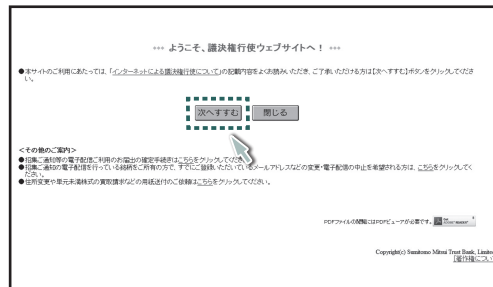 *** ようこそ、議決権行使ウェブサイトへ！ ***
●本サイトのご利用にあたっては、「インターネットによる議決権行使について」の記載内容をよくお読みいただき、ご了承いただける方は【次へすすむ】ボタンをクリックしてくださ
い。
次へすすむ 閉じる
＜その他のご案内＞
●招集ご通知等の電子配信ご利用のお届出の確定手続きはこちらをクリックしてください。
●招集ご通知の電子配信を行っている銘柄をご所有の方で、すでにご登録いただいているメールアドレスなどの変更・電子配信の中止を希望される方は、こちらをクリックしてく
ださい。
●住所変更や単元未満株式の買取請求などの用紙送付のご依頼はこちらをクリックしてください。
PDFファイルの閲覧にはPDFビューアが必要です。
Copyright(c) Sumitomo Mitsui Trust Bank, Limite
[著作権につい